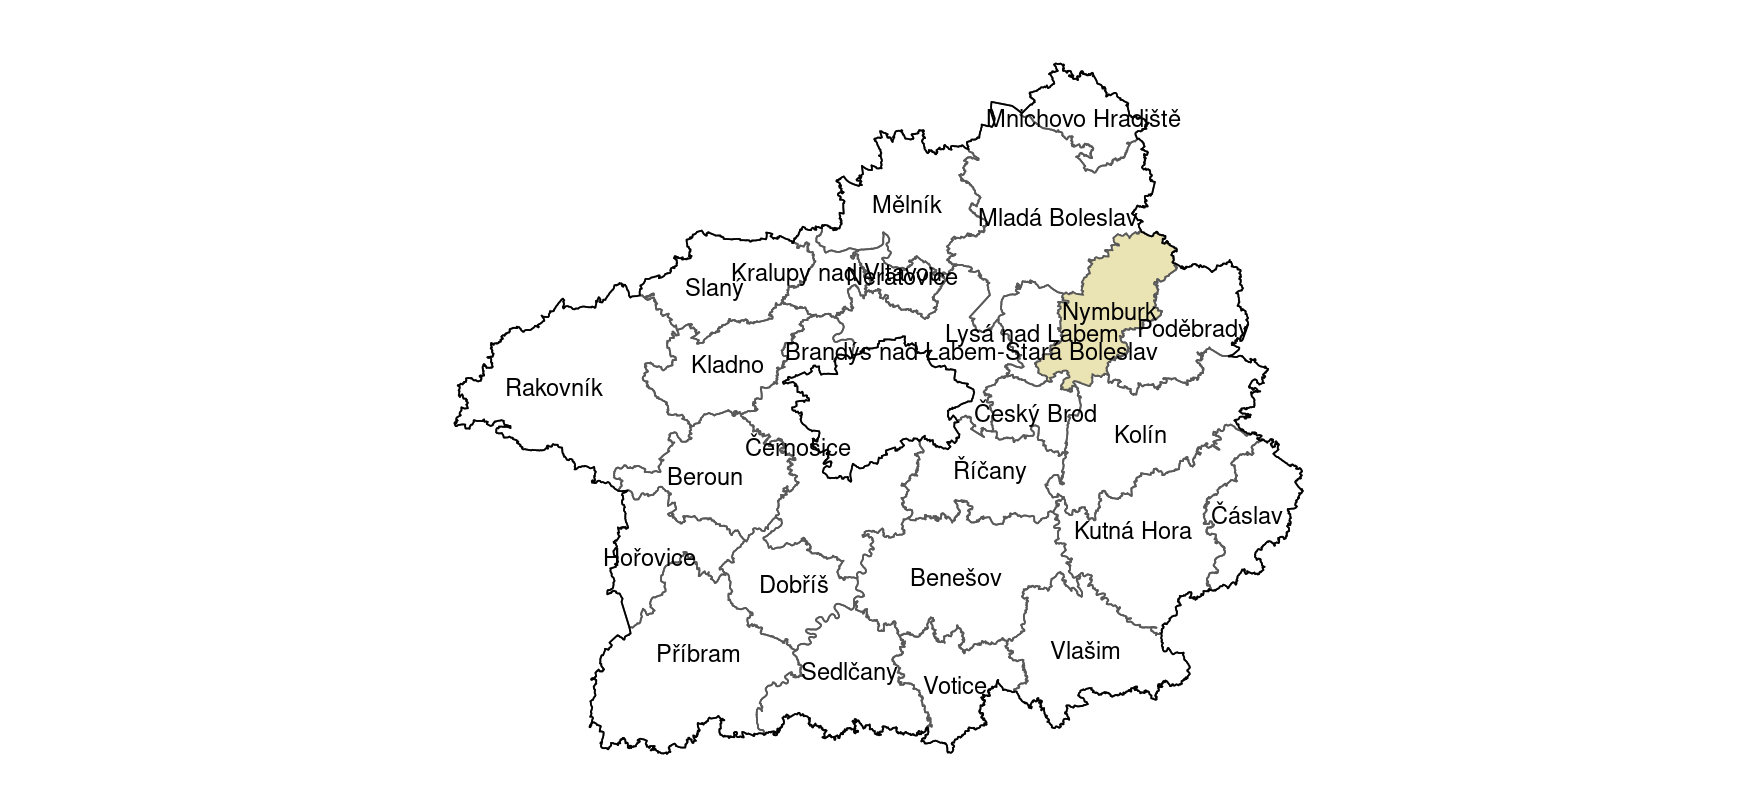 Mnichovo Hradiště
Mělník
Mladá Boleslav
Kralupy nad Vltavou
Neratovice
Slaný
Nymburk
Poděbrady
Lysá nad Labem
Brandýs nad Labem-Stará Boleslav
Kladno
Rakovník
Český Brod
Kolín
Černošice
Říčany
Beroun
Čáslav
Kutná Hora
Hořovice
Benešov
Dobříš
Vlašim
Příbram
Sedlčany
Votice